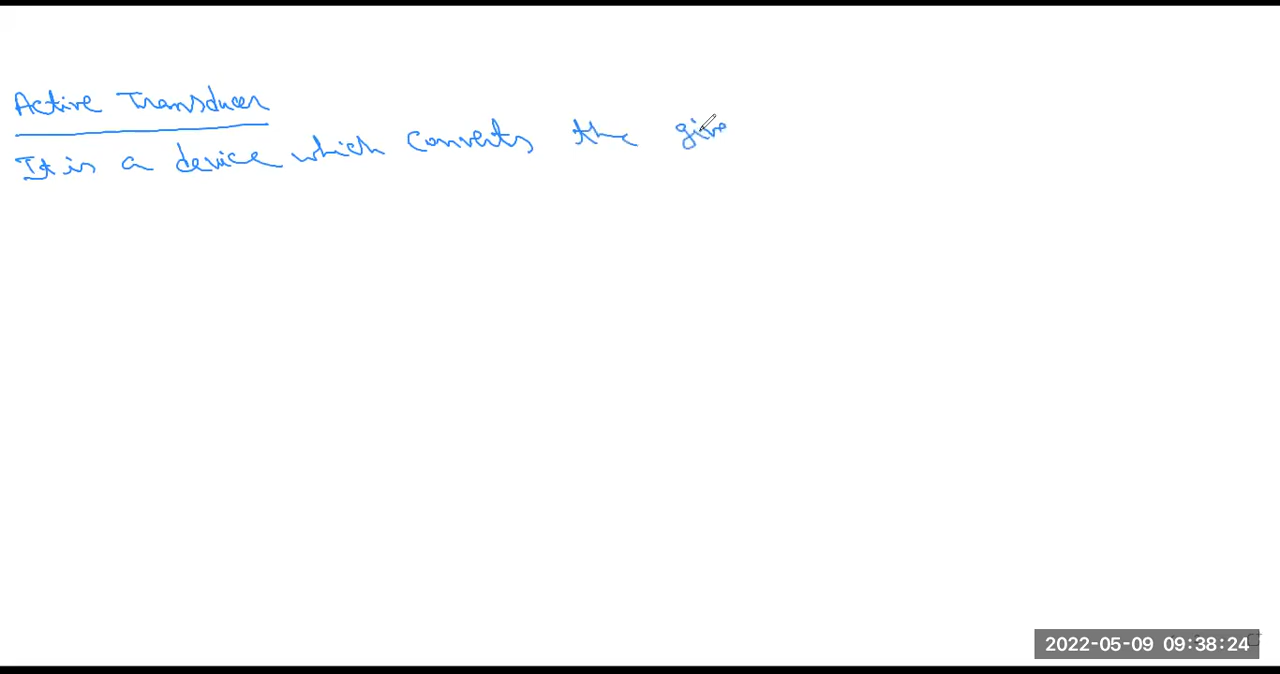 Active Transducer
It is a device which converts the give
2022-05-09 09:38:24